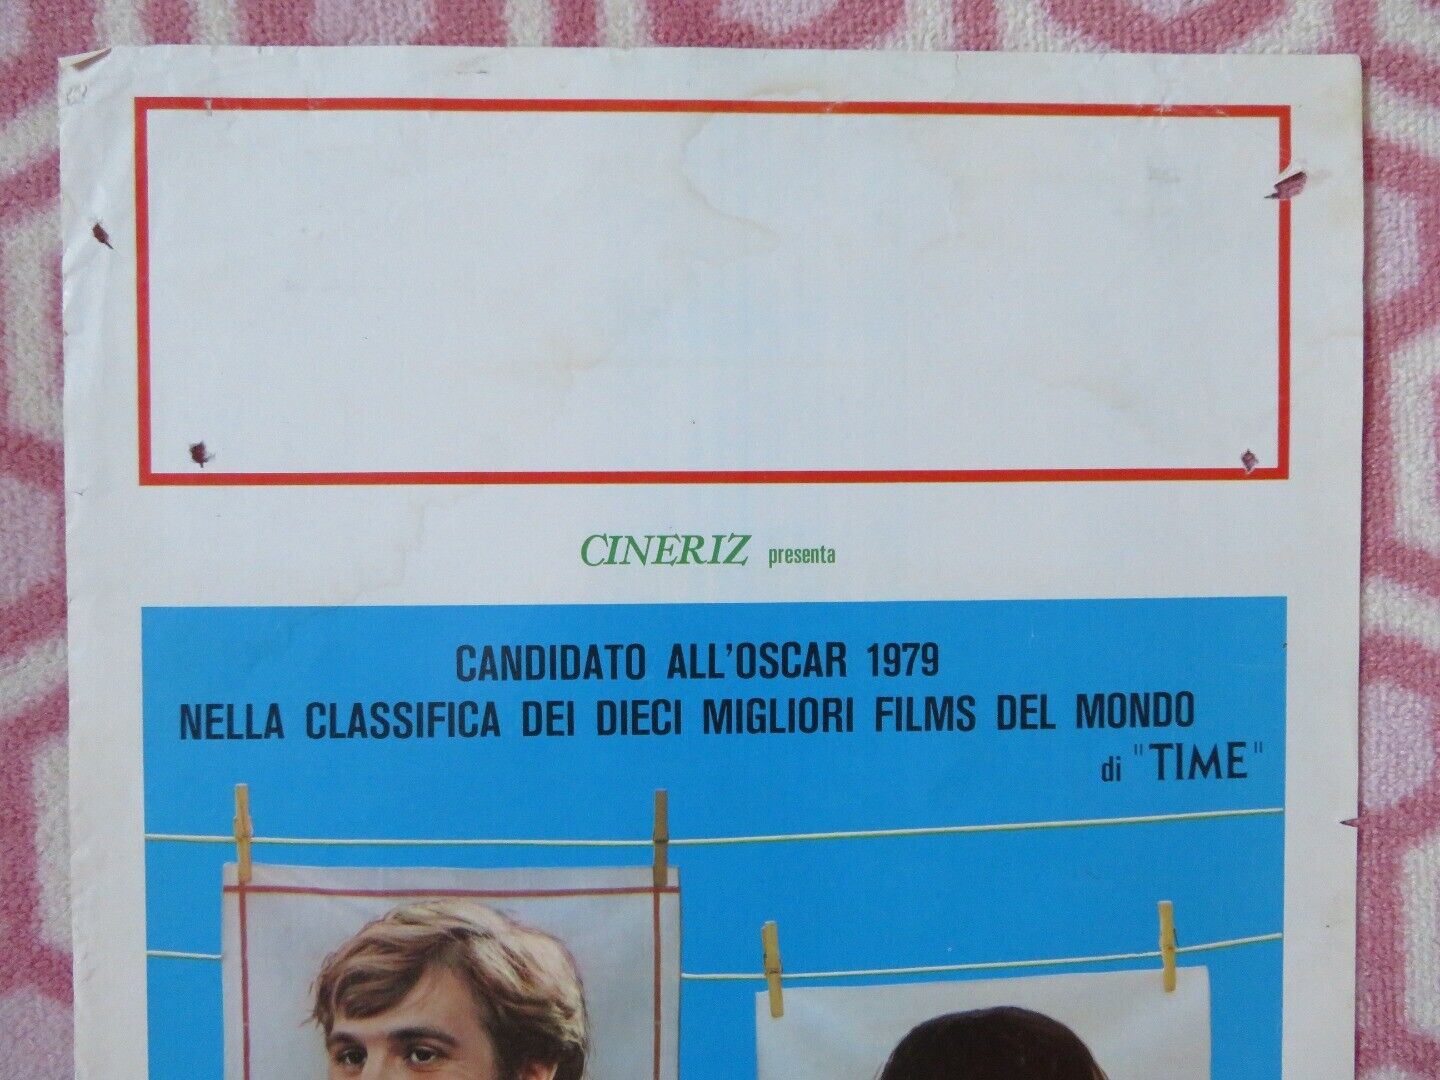 CINERIZ presenta
CANDIDATO ALL'OSCAR 1979
NELLA CLASSIFICA DEI DIECI MIGLIORI FILMS DEL MONDO
di "TIME"